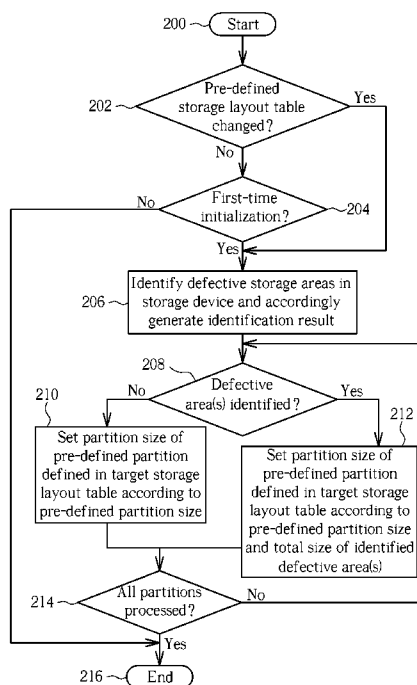 200
Start
Pre-defined
202
storage layout table
changed?
Yes
No
No
First-time
initialization?
204
Yes
Identify defective storage areas in
206
storage device and accordingly
generate identification result
208
210
No
Defective
area(s) identified?
Yes
212
Set partition size of
pre-defined partition
defined in target storage
layout table according to
pre-defined partition size
Set partition size of
pre-defined partition
defined in target storage
layout table according to
pre-defined partition size
and total size of identified
defective area(s)
214
All partitions
processed?
No
Yes
216
End